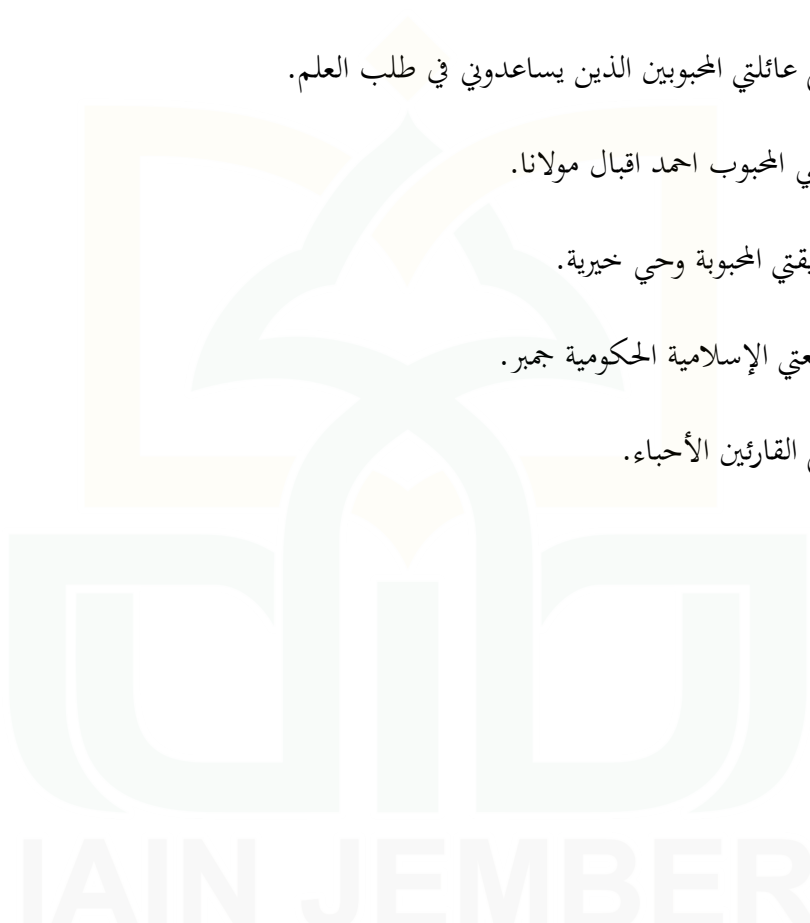 عائلتي المحبوبين الذين يساعدوني في طلب العلم.
المحبوب احمد اقبال مولانا.
المحبوبة وحي خيرية.
الإسلامية الحكومية جمبر.
القارئين الأحباء.
IAIN JEMBER